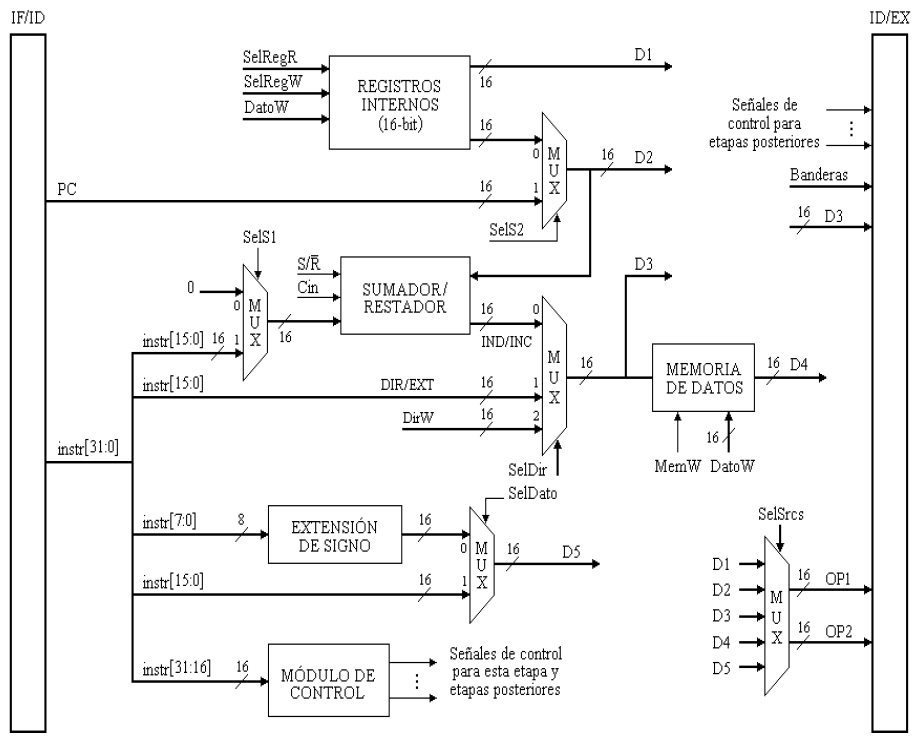 IF/ID
ID/EX
SelRegR
SelRegW
DatoW
REGISTROS
INTERNOS
(16-bit)
16
D1
16
0
1
MUX
16
D2
SelS2
PC
16
Señales de
control para
etapas posteriores
Banderas
16
D3
SelS1
0
0
1
MUX
16
instr[15:0]
16
S/R̅
Cin
SUMADOR/
RESTADOR
16
IND/INC
D3
instr[15:0]
DIR/EXT
16
DirW
16
0
1
2
MUX
16
SelDir
MEMORIA
DE DATOS
16
D4
MemW
16
DatoW
instr[31:0]
SelDato
instr[7:0]
8
EXTENSIÓN
DE SIGNO
16
0
1
MUX
16
D5
instr[15:0]
16
SelSrcs
D1
D2
D3
D4
D5
MUX
16
OP1
16
OP2
instr[31:16]
16
MÓDULO DE
CONTROL
Señales de control
para esta etapa y
etapas posteriores